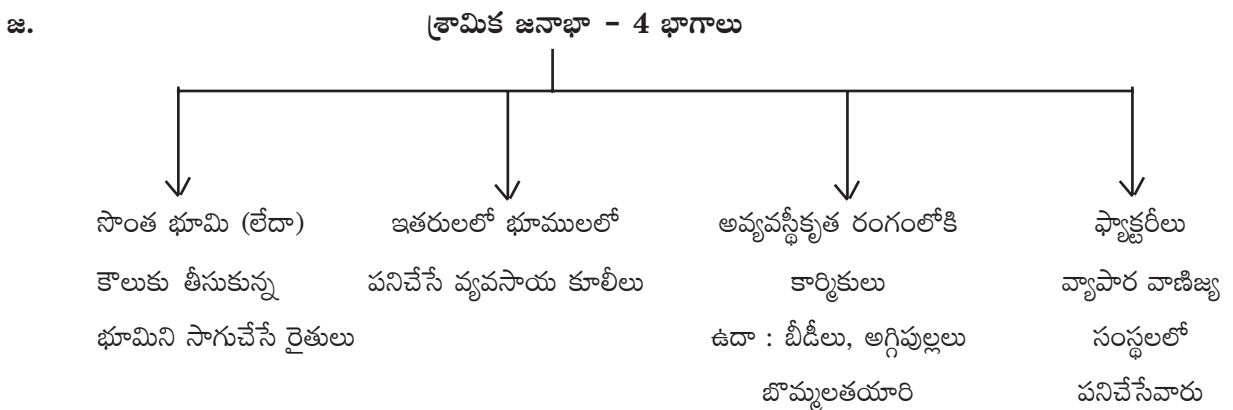 జ. శ్రామిక జనాభా - 4 భాగాలు
సొంత భూమి (లేదా)
కౌలుకు తీసుకున్న
భూమిని సాగుచేసే రైతులు
ఇతరులలో భూములలో
పనిచేసే వ్యవసాయ కూలీలు
అవ్యవస్థీకృత రంగంలోకి
కార్మికులు
ఉదా : బీడీలు, అగ్గిపుల్లలు
బొమ్మలతయారి
ఫ్యాక్టరీలు
వ్యాపార వాణిజ్య
సంస్థలలో
పనిచేసేవారు